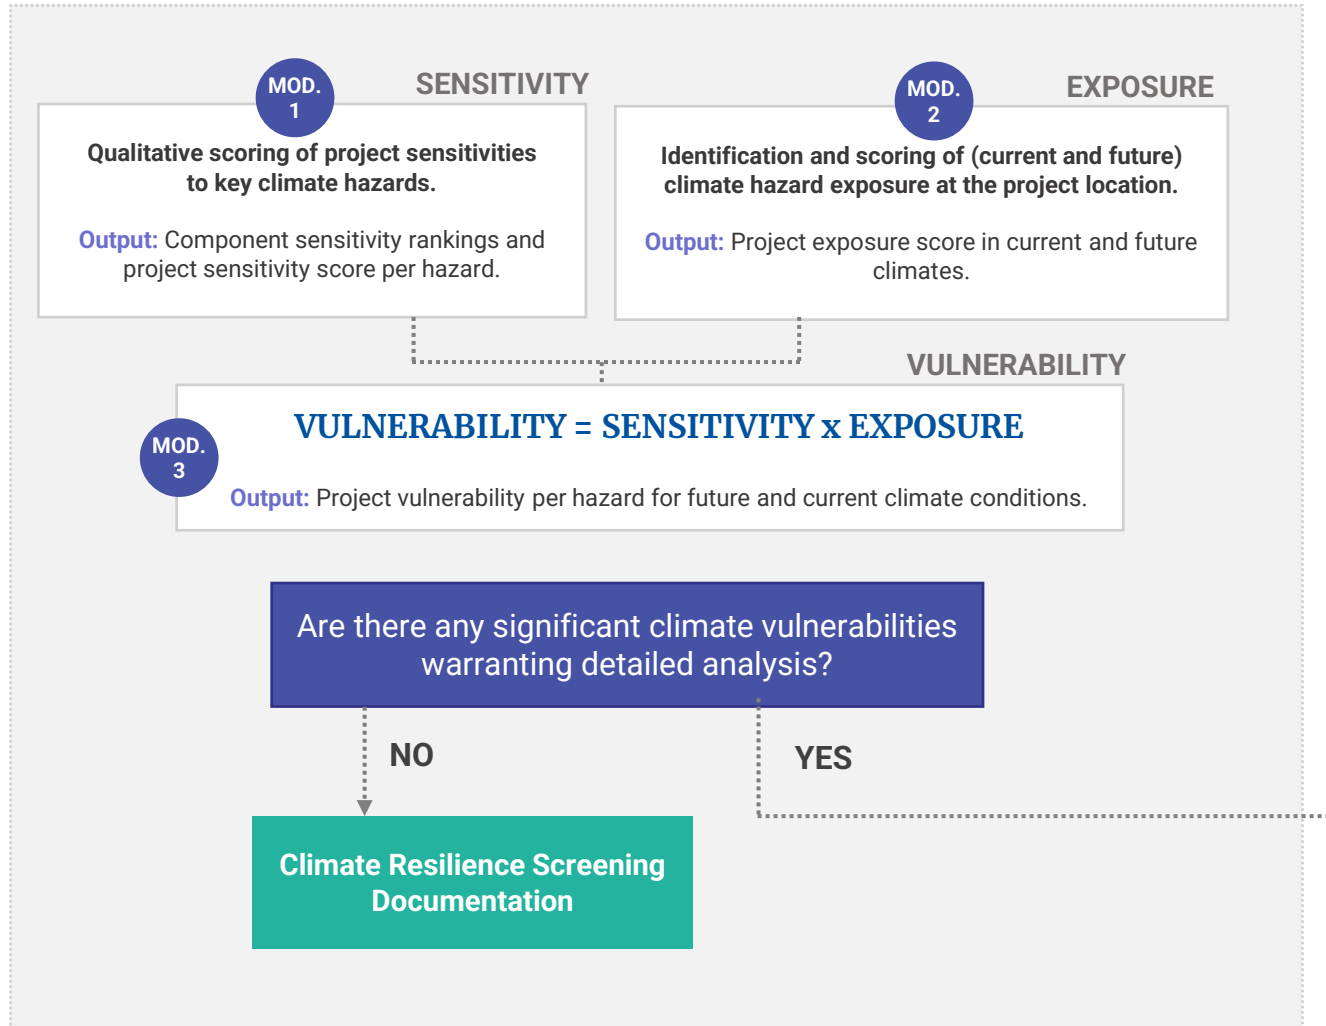 MOD.
1
SENSITIVITY
Qualitative scoring of project sensitivities
to key climate hazards.
Output: Component sensitivity rankings and
project sensitivity score per hazard.
MOD.
2
EXPOSURE
Identification and scoring of (current and future)
climate hazard exposure at the project location.
Output: Project exposure score in current and future
climates.
VULNERABILITY
MOD.
3
VULNERABILITY = SENSITIVITY x EXPOSURE
Output: Project vulnerability per hazard for future and current climate conditions.
Are there any significant climate vulnerabilities
warranting detailed analysis?
NO
YES
Climate Resilience Screening
Documentation